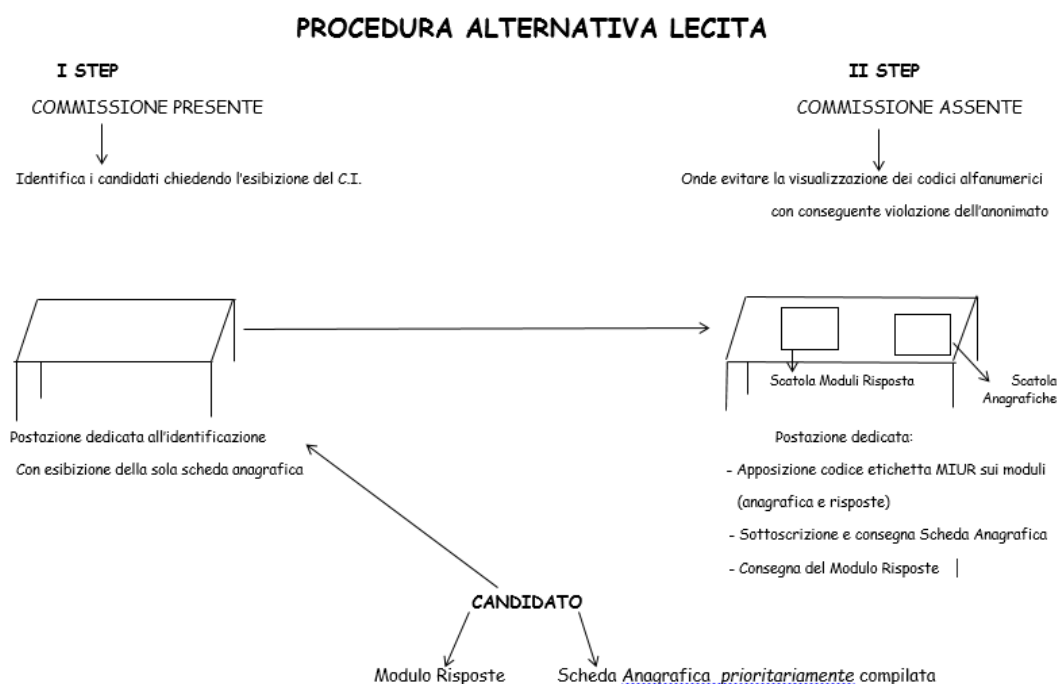 PROCEDURA ALTERNATIVA LECITA
I STEP
COMMISSIONE PRESENTE
Identifica i candidati chiedendo l'esibizione del C.I.
II STEP
COMMISSIONE ASSENTE
Onde evitare la visualizzazione dei codici alfanumerici
con conseguente violazione dell'anonimato
Postazione dedicata all'identificazione
Con esibizione della sola scheda anagrafica
Scatola Moduli Risposta
Scatola
Anagrafiche
Postazione dedicata:
- Apposizione codice etichetta MIUR sui moduli
(anagrafica e risposte)
- Sottoscrizione e consegna Scheda Anagrafica
- Consegna del Modulo Risposte
CANDIDATO
Modulo Risposte
Scheda Anagrafica prioritariamente compilata